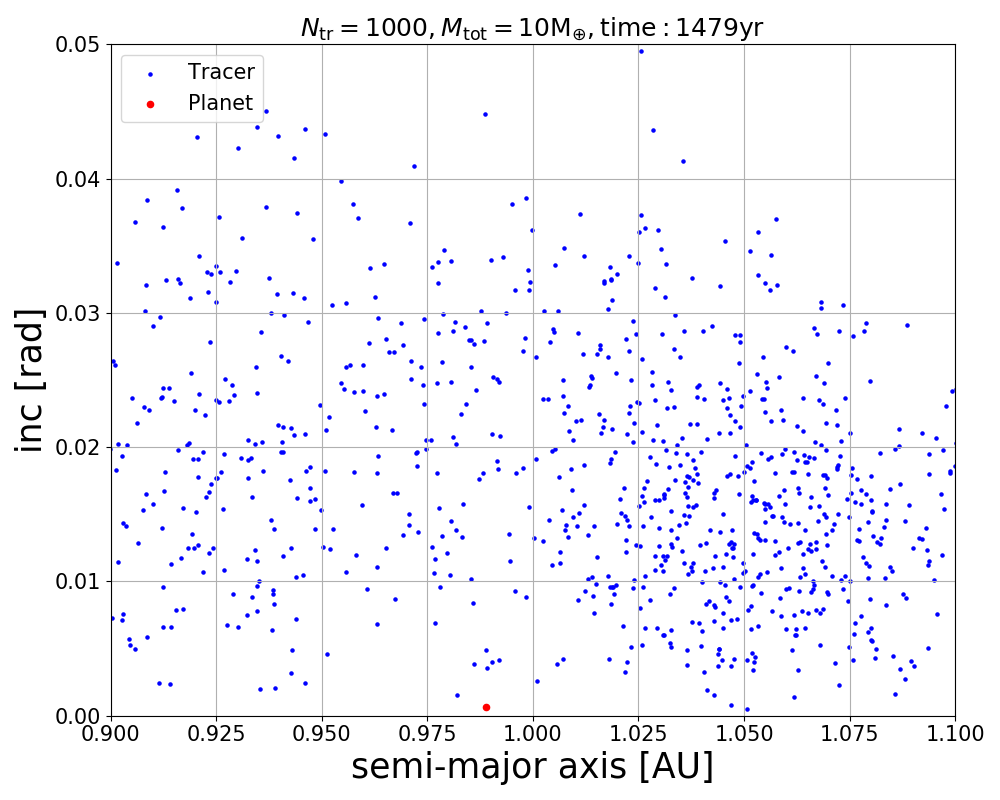 N_tr = 1000, M_tot = 10M_⊕, time : 1479yr
Tracer
Planet
0.05
0.04
0.03
0.02
0.01
0.00
inc [rad]
0.900 0.925 0.950 0.975 1.000 1.025 1.050 1.075 1.100
semi-major axis [AU]